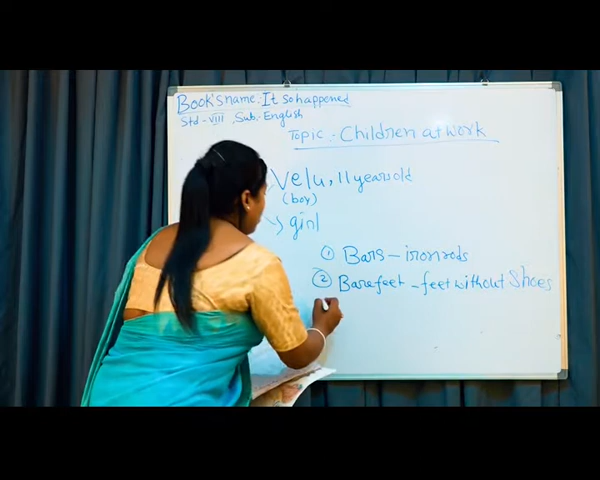 Book's name :- It so happened
Std - VIII Sub:- English
Topic :- Children at work
Velu, 11 years old
(boy)
girl
① Bars - iron rods
② Barefeet - feet without Shoes